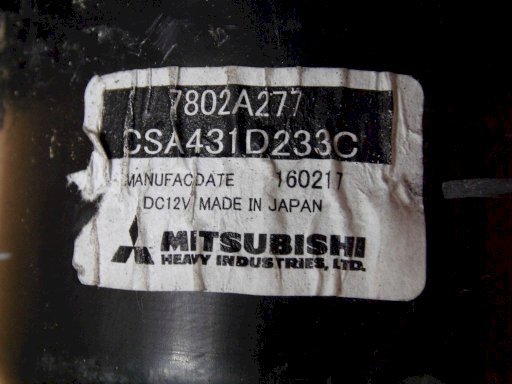 7802A277
CSA431D233C
MANUFACDATE 160217
DC12V MADE IN JAPAN
MITSUBISHI
HEAVY INDUSTRIES, LTD.